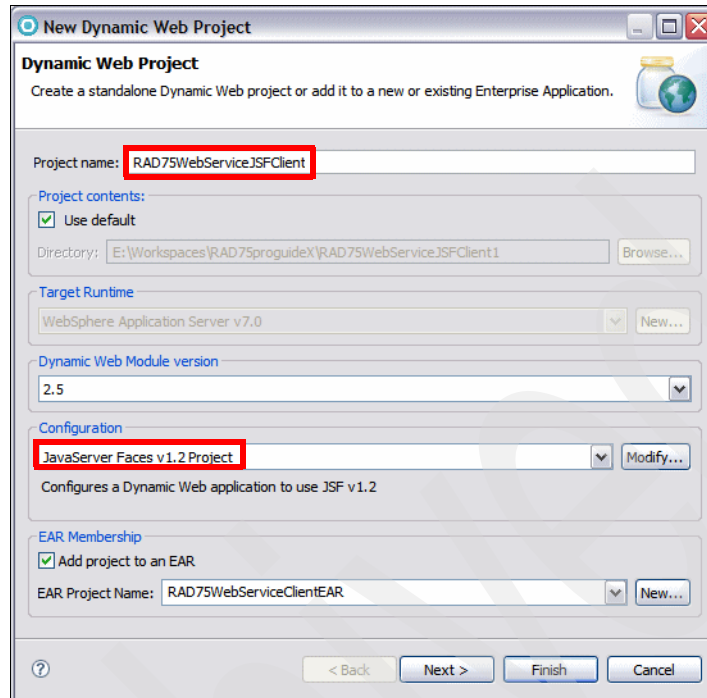 New Dynamic Web Project
Dynamic Web Project
Create a standalone Dynamic Web project or add it to a new or existing Enterprise Application.
Project name: RAD75WebServiceJSFClient
Project contents:
Use default
Directory: E:\Workspaces\RAD75proguideX\RAD75WebServiceJSFClient1 Browse...
Target Runtime
WebSphere Application Server v7.0 New...
Dynamic Web Module version
2.5
Configuration
JavaServer Faces v1.2 Project Modify...
Configures a Dynamic Web application to use JSF v1.2
EAR Membership
Add project to an EAR
EAR Project Name: RAD75WebServiceClientEAR New...
? < Back Next > Finish Cancel